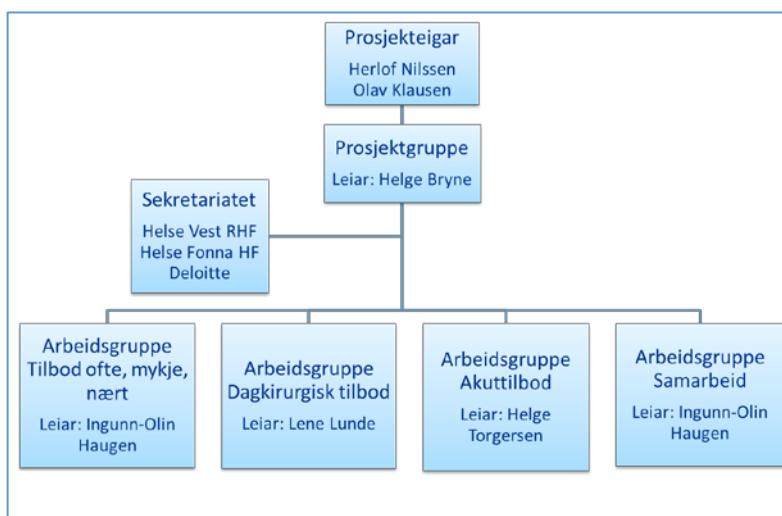 Prosjekteigar
Herlof Nilssen
Olav Klausen
Prosjektgruppe
Leiar: Helge Bryne
Sekretariatet
Helse Vest RHF
Helse Fonna HF
Deloitte
Arbeidsgruppe
Tilbod ofte, mykje,
nært
Leiar: Ingunn-Olin
Haugen
Arbeidsgruppe
Dagkirurgisk tilbod
Leiar: Lene Lunde
Arbeidsgruppe
Akuttilbod
Leiar: Helge
Torgersen
Arbeidsgruppe
Samarbeid
Leiar: Ingunn-Olin
Haugen